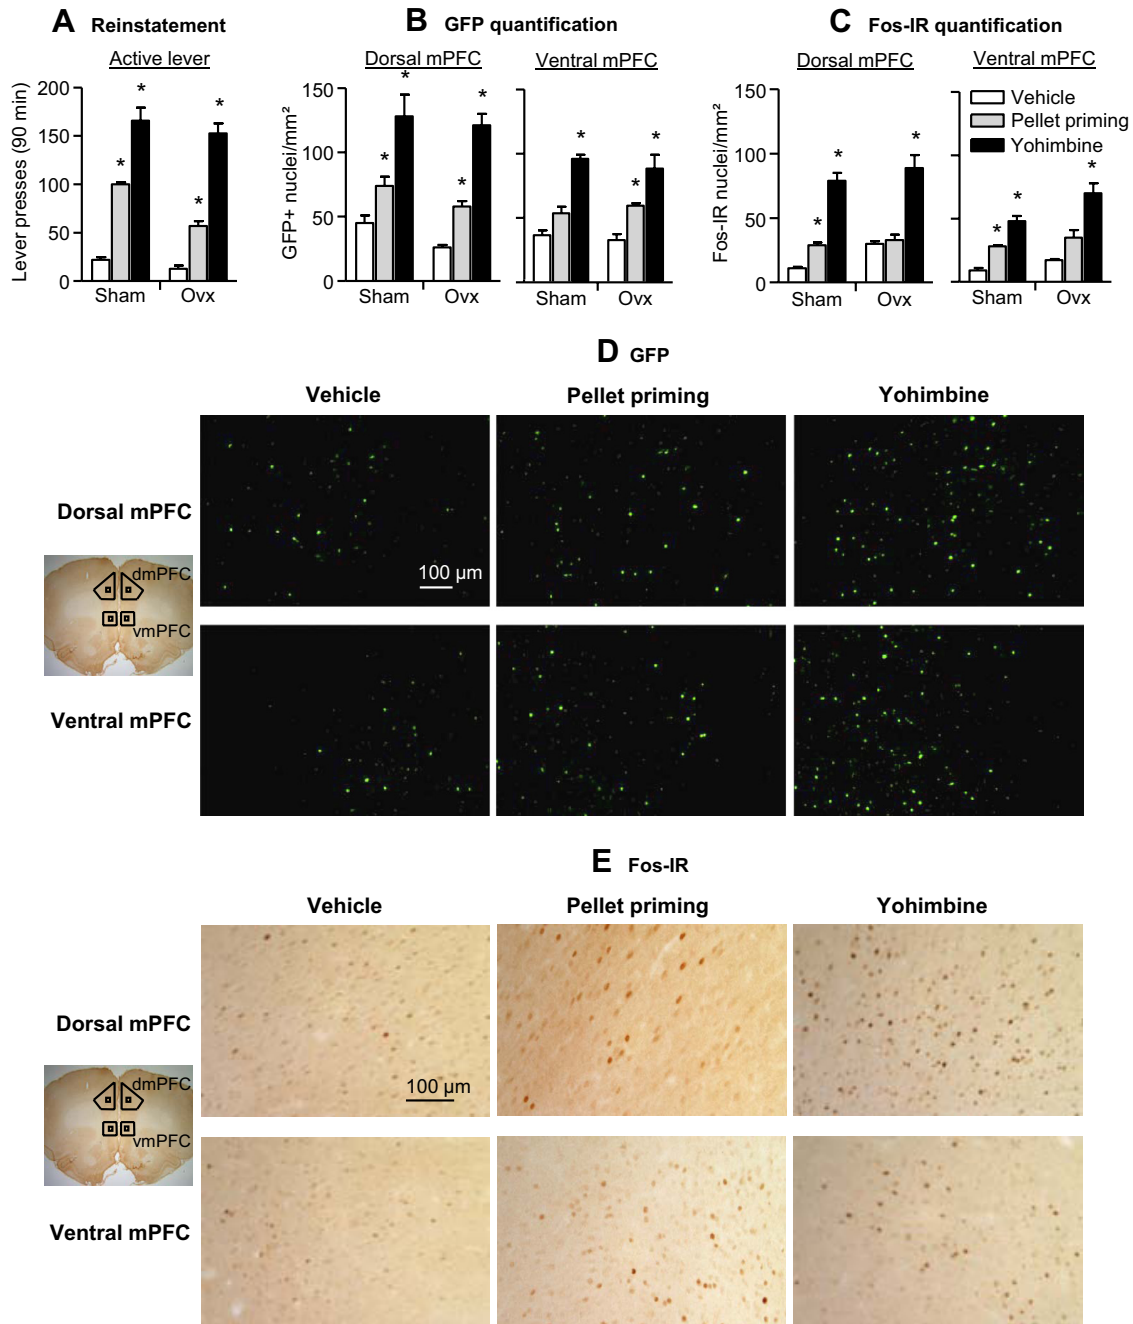 A Reinstatement
Active lever
Lever presses (90 min)
200
150
100
50
0
* * * *
Sham Ovx
B GFP quantification
Dorsal mPFC
GFP+ nuclei/mm²
150
100
50
0
* * * *
Sham Ovx
Ventral mPFC
* * *
Sham Ovx
C Fos-IR quantification
Dorsal mPFC
Fos-IR nuclei/mm²
150
100
50
0
* * *
Sham Ovx
Ventral mPFC
Vehicle
Pellet priming
Yohimbine
* * *
Sham Ovx
D GFP
Vehicle Pellet priming Yohimbine
Dorsal mPFC
100 µm
dmPFC
vmPFC
Ventral mPFC
E Fos-IR
Vehicle Pellet priming Yohimbine
Dorsal mPFC
100 µm
dmPFC
vmPFC
Ventral mPFC